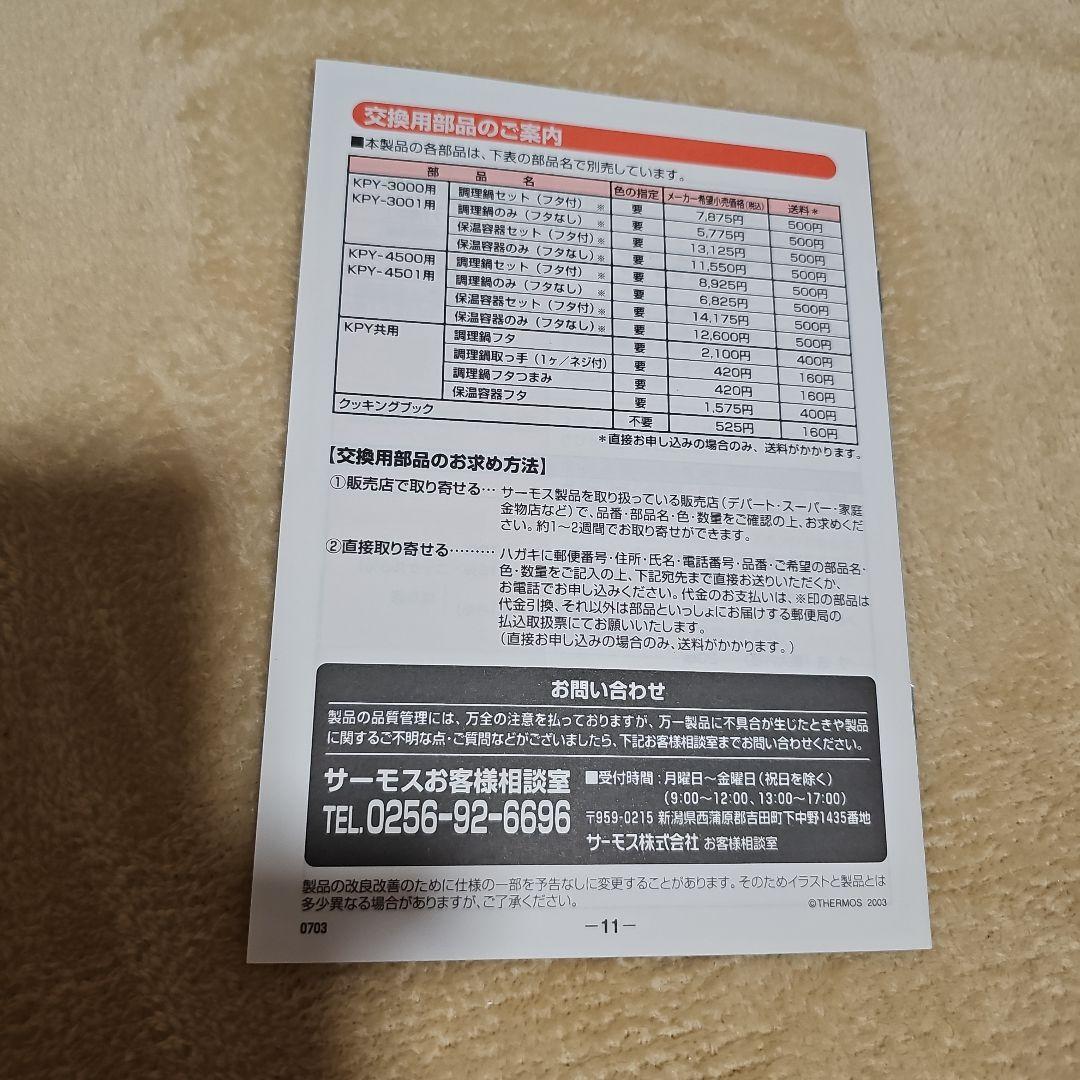 交換用部品のご案内
■本製品の各部品は、下表の部品名で別売しています。
部 品 名 色の指定 メーカー希望小売価格(税込) 送料*
KPY-3000用 調理鍋セット(フタ付) ※ 要 7,875円 500円
KPY-3001用 調理鍋のみ(フタなし) 要 5,775円 500円
保温容器セット(フタ付)※ 要 13,125円 500円
保温容器のみ(フタなし)※ 要 11,550円 500円
KPY-4500用 調理鍋セット(フタ付) ※ 要 8,925円 500円
KPY-4501用 調理鍋のみ(フタなし) 要 6,825円 500円
保温容器セット(フタ付)※ 要 14,175円 500円
保温容器のみ(フタなし)※ 要 12,600円 500円
KPY共用 調理鍋フタ 要 2,100円 400円
調理鍋取っ手(1ヶ/ネジ付) 要 420円 160円
調理鍋フタつまみ 要 420円 160円
保温容器フタ 要 1,575円 400円
クッキングブック 不要 525円 160円
*直接お申し込みの場合のみ、送料がかかります。
【交換用部品のお求め方法】
①販売店で取り寄せる… サーモス製品を取り扱っている販売店(デパート・スーパー・家庭
金物店など)で、品番・部品名・色・数量をご確認の上、お求めくだ
さい。約1～2週間でお取り寄せができます。
②直接取り寄せる……… ハガキに郵便番号・住所・氏名・電話番号・品番・ご希望の部品名・
色・数量をご記入の上、下記宛先まで直接お送りいただくか、
お電話でお申し込みください。代金のお支払いは、※印の部品は
代金引換、それ以外は部品といっしょにお届けする郵便局の
払込取扱票にてお願いいたします。
(直接お申し込みの場合のみ、送料がかかります。)
お問い合わせ
製品の品質管理には、万全の注意を払っておりますが、万一製品に不具合が生じたときや製品
に関するご不明な点・ご質問などがございましたら、下記お客様相談室までお問い合わせください。
サーモスお客様相談室 ■受付時間:月曜日～金曜日(祝日を除く)
(9:00～12:00、13:00～17:00)
TEL.0256-92-6696 〒959-0215 新潟県西蒲原郡吉田町下中野1435番地
サーモス株式会社 お客様相談室
製品の改良改善のために仕様の一部を予告なしに変更することがあります。そのためイラストと製品とは
多少異なる場合がありますが、ご了承ください。
©THERMOS 2003
0703
-11-